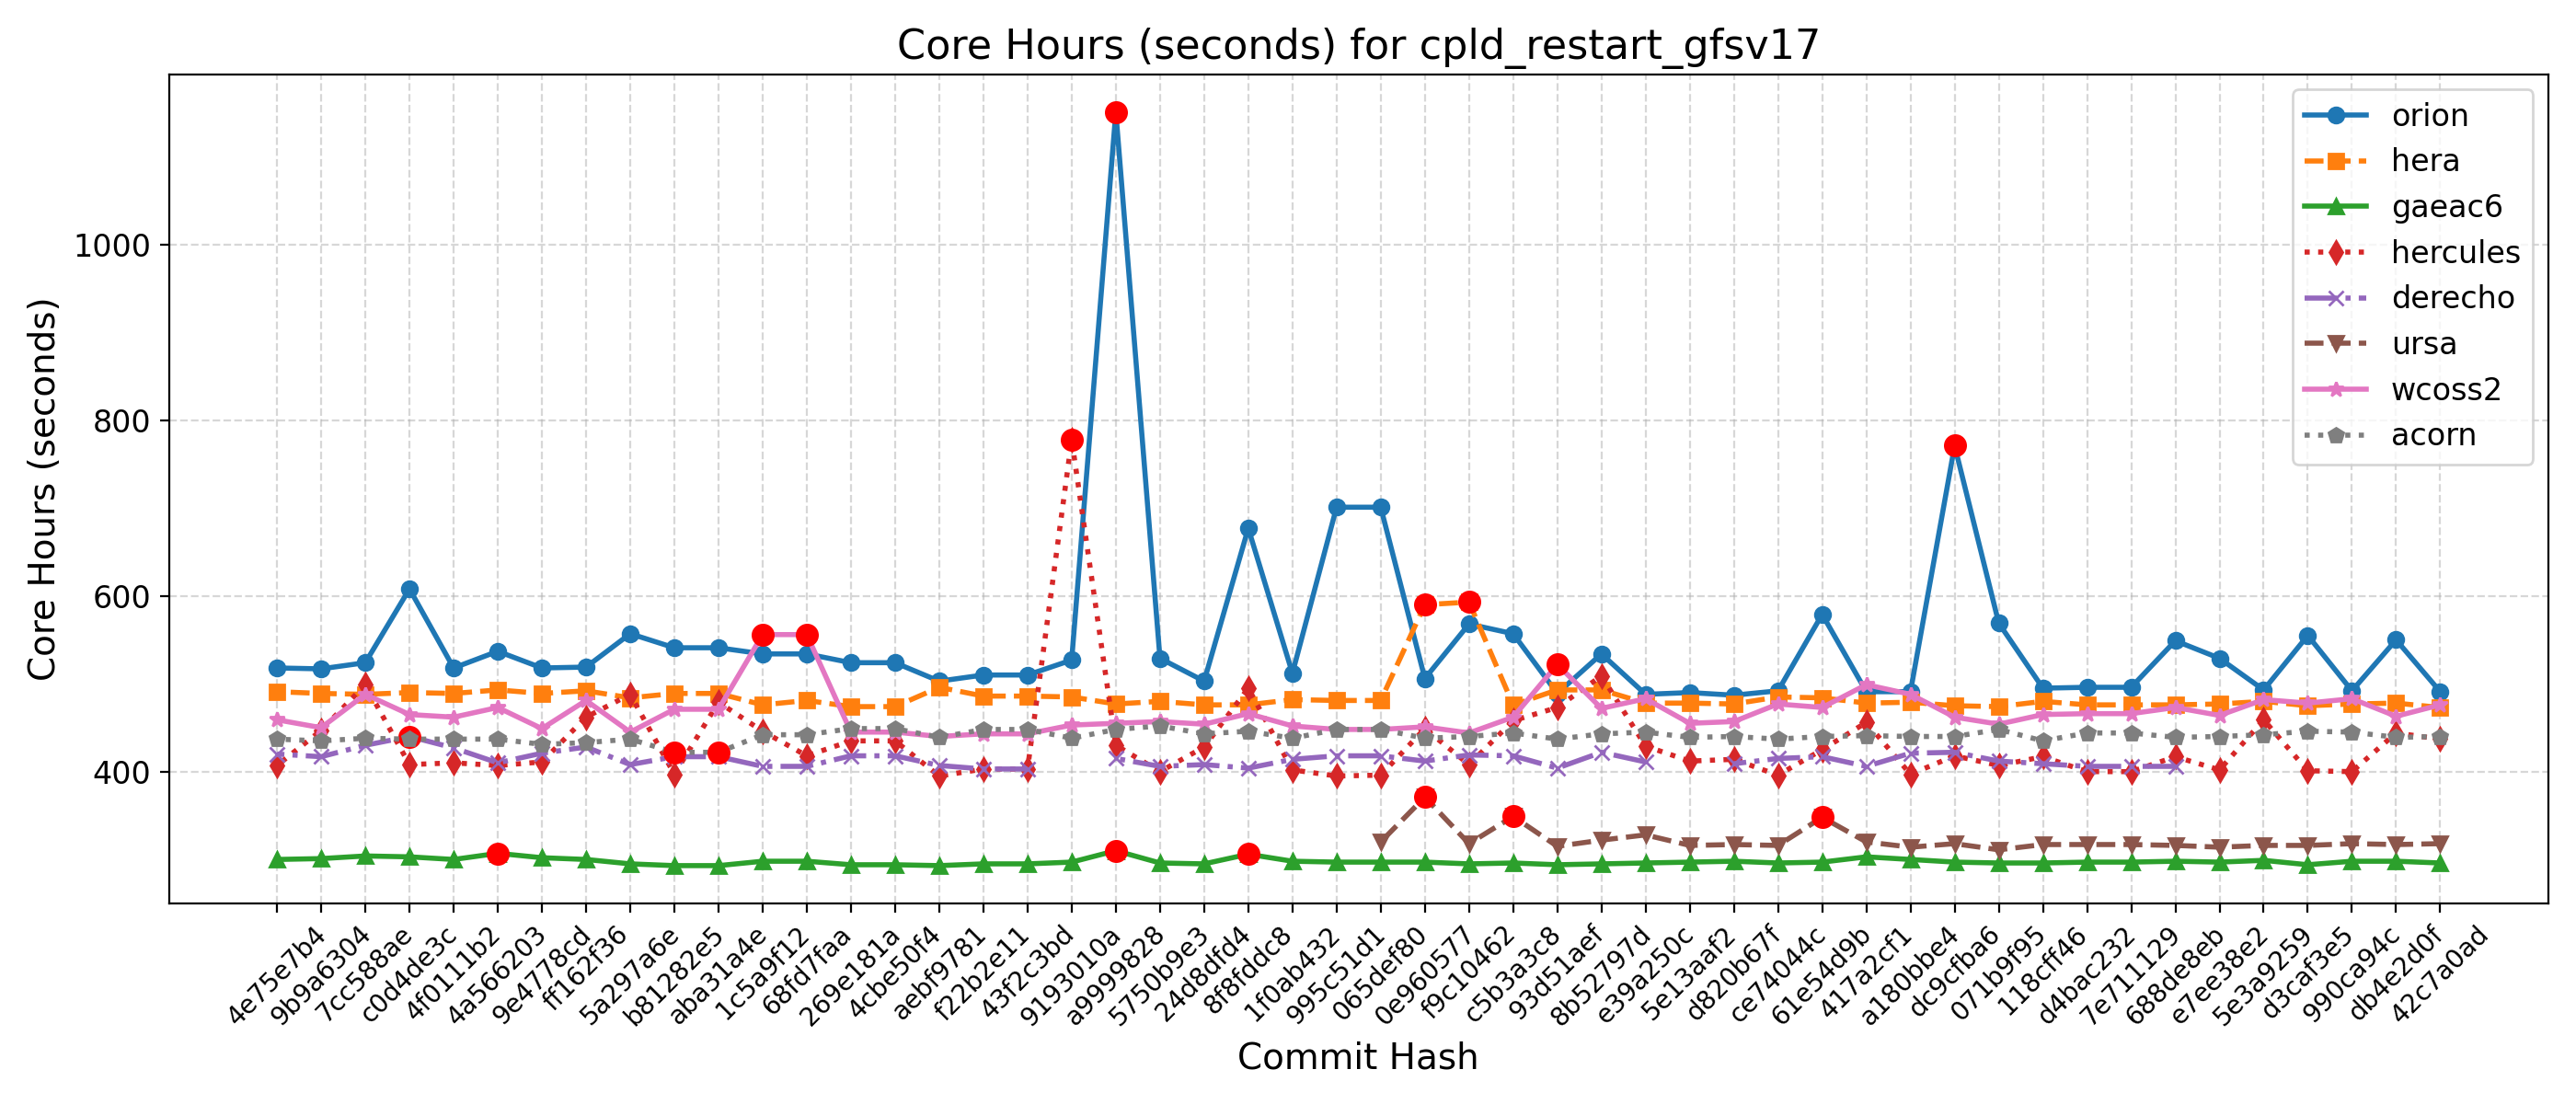 Core Hours (seconds) for cpld_restart_gfsv17
Core Hours (seconds)
1000
800
600
400
orion
hera
gaeac6
hercules
derecho
ursa
wcoss2
acorn
4e75e7b4
9b9a6304
7cc588ae
c0d4de3c
4f0111b2
4a566203
9e4778cd
ff162f36
5a297a6e
b81282e5
aba31a4e
1c5a9f12
68fd7faa
269e181a
4cbe50f4
aebf9781
f22b2e11
43f2c3bd
9193010a
a9999828
5750b9e3
24d8dfd4
8f8fddc8
1f0ab432
995c51d1
065def80
0e960577
f9c10462
c5b3a3c8
93d51aef
8b52797d
e39a250c
5e13aaf2
d820b67f
ce74044c
61e54d9b
417a2cf1
a180bbe4
dc9cfba6
071b9f95
118cff46
d4bac232
7e711129
688de8eb
e7ee38e2
5e3a9259
d3caf3e5
990ca94c
db4e2d0f
42c7a0ad
Commit Hash